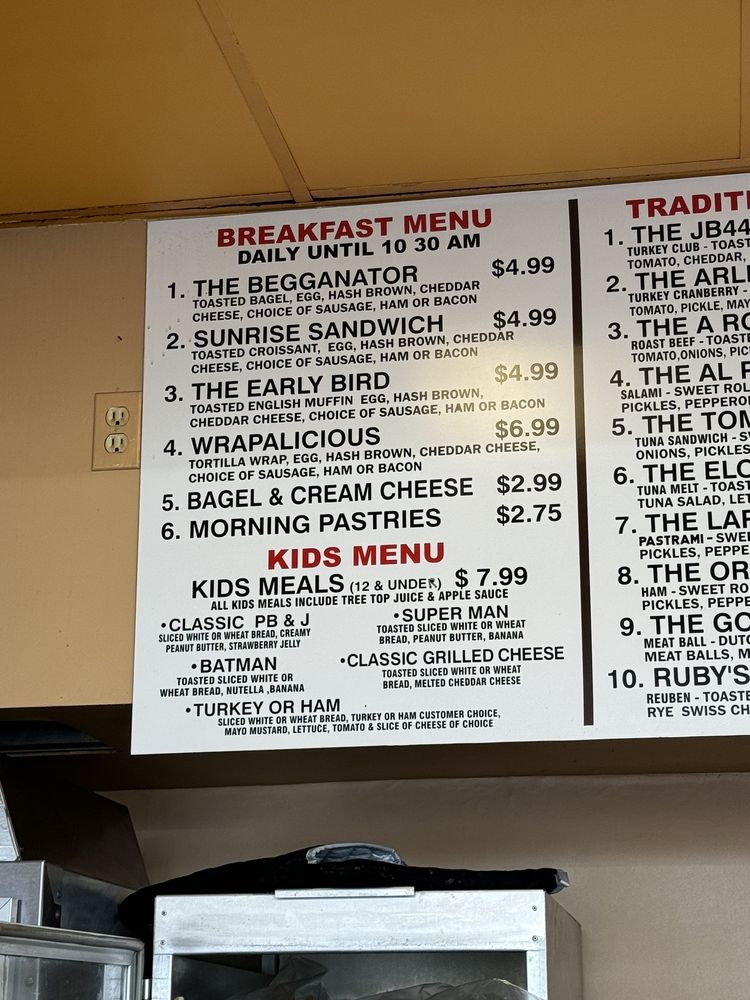 BREAKFAST MENU
DAILY UNTIL 10 30 AM
1. THE BEGGANATOR $4.99
TOASTED BAGEL, EGG, HASH BROWN, CHEDDAR
CHEESE, CHOICE OF SAUSAGE, HAM OR BACON
2. SUNRISE SANDWICH $4.99
TOASTED CROISSANT, EGG, HASH BROWN, CHEDDAR
CHEESE, CHOICE OF SAUSAGE, HAM OR BACON
3. THE EARLY BIRD $4.99
TOASTED ENGLISH MUFFIN EGG, HASH BROWN,
CHEDDAR CHEESE, CHOICE OF SAUSAGE, HAM OR BACON
4. WRAPALICIOUS $6.99
TORTILLA WRAP, EGG, HASH BROWN, CHEDDAR CHEESE,
CHOICE OF SAUSAGE, HAM OR BACON
5. BAGEL & CREAM CHEESE $2.99
6. MORNING PASTRIES $2.75
KIDS MENU
KIDS MEALS (12 & UNDER) $ 7.99
ALL KIDS MEALS INCLUDE TREE TOP JUICE & APPLE SAUCE
•CLASSIC PB & J
SLICED WHITE OR WHEAT BREAD, CREAMY
PEANUT BUTTER, STRAWBERRY JELLY
•SUPER MAN
TOASTED SLICED WHITE OR WHEAT
BREAD, PEANUT BUTTER, BANANA
•BATMAN
TOASTED SLICED WHITE OR
WHEAT BREAD, NUTELLA ,BANANA
•CLASSIC GRILLED CHEESE
TOASTED SLICED WHITE OR WHEAT
BREAD, MELTED CHEDDAR CHEESE
•TURKEY OR HAM
SLICED WHITE OR WHEAT BREAD, TURKEY OR HAM CUSTOMER CHOICE,
MAYO MUSTARD, LETTUCE, TOMATO & SLICE OF CHEESE OF CHOICE
TRADITI
1. THE JB44
TURKEY CLUB - TOAST
TOMATO, CHEDDAR,
2. THE ARLI
TURKEY CRANBERRY -
TOMATO, PICKLE, MAY
3. THE A RO
ROAST BEEF - TOASTE
TOMATO,ONIONS, PIC
4. THE AL
SALAMI - SWEET ROL
PICKLES, PEPPERO
5. THE TOM
TUNA SANDWICH - S
ONIONS, PICKLES
6. THE ELO
TUNA MELT - TOAST
TUNA SALAD, LET
7. THE LAR
PASTRAMI - SWEE
PICKLES, PEPPE
8. THE OR
HAM - SWEET RO
PICKLES, PEPPE
9. THE GO
MEAT BALL - DUTC
MEAT BALLS, M
10. RUBY'S
REUBEN - TOASTE
RYE SWISS CH